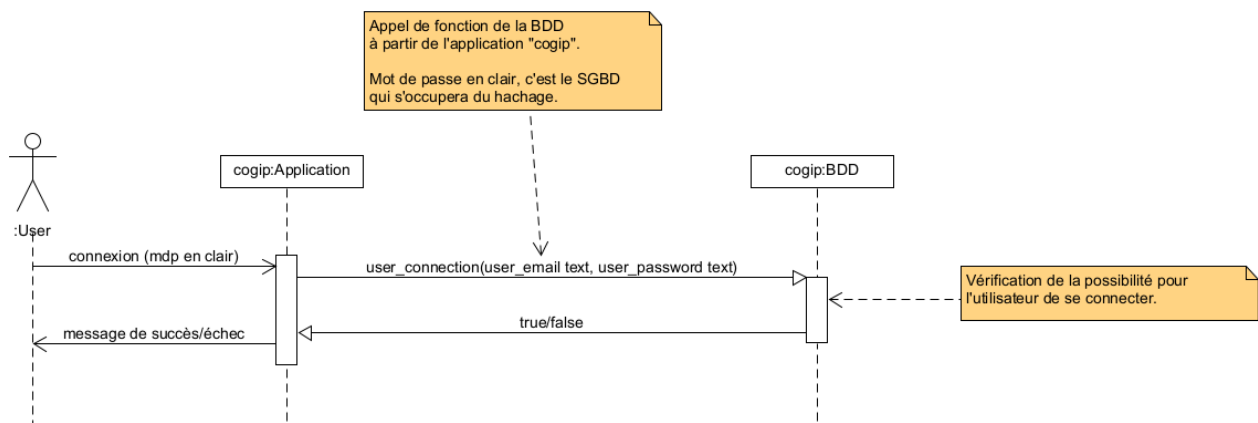 Appel de fonction de la BDD
à partir de l'application "cogip".
Mot de passe en clair, c'est le SGBD
qui s'occupera du hachage.
cogip:Application
cogip:BDD
:User
connexion (mdp en clair)
user_connection(user_email text, user_password text)
Vérification de la possibilité pour
l'utilisateur de se connecter.
true/false
message de succès/échec